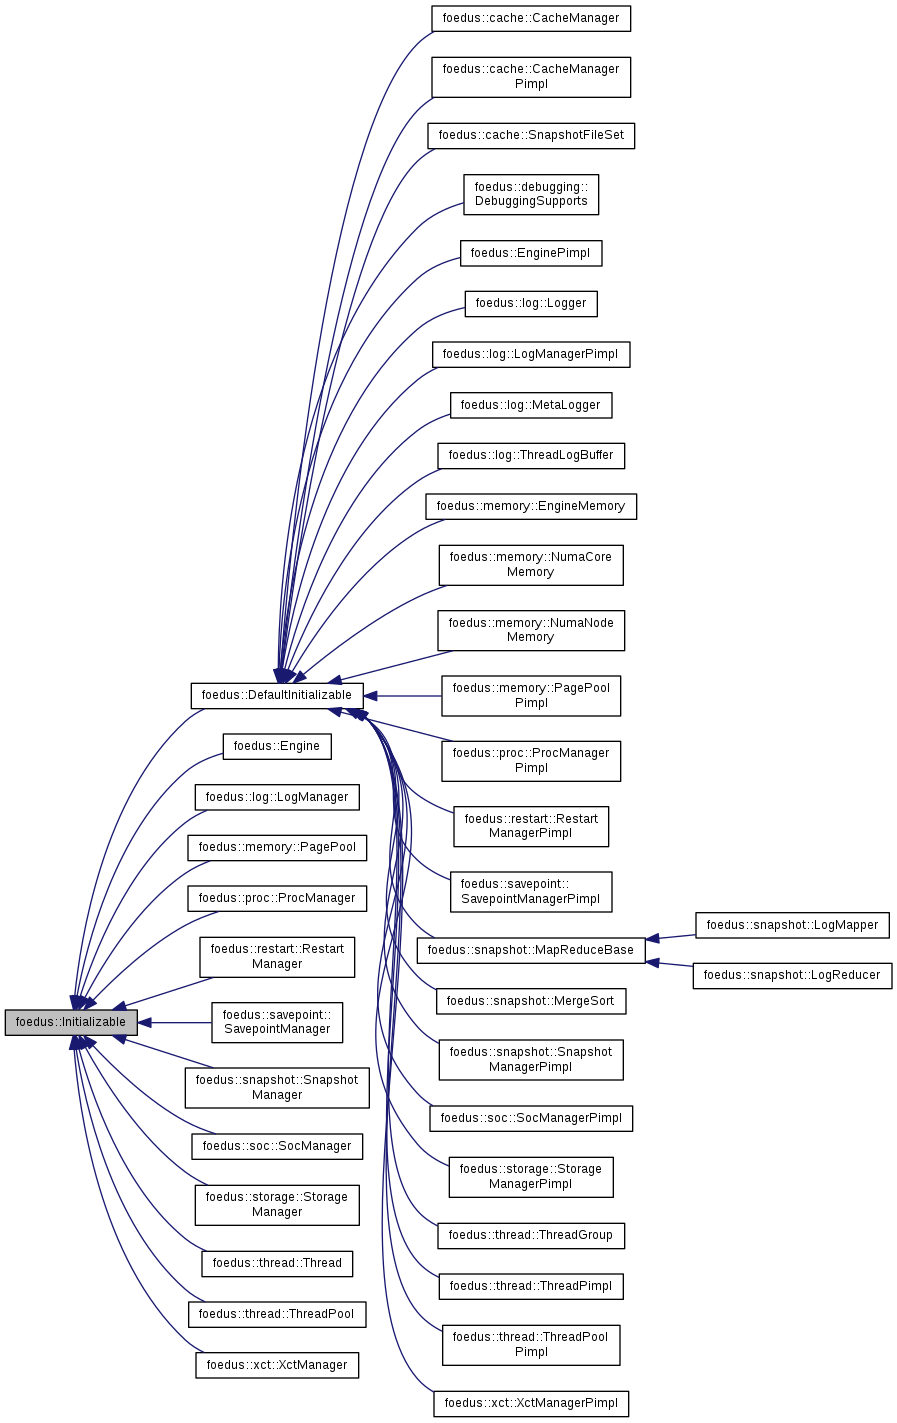 foedus::cache::CacheManager
foedus::cache::CacheManager
Pimpl
foedus::cache::SnapshotFileSet
foedus::debugging::
DebuggingSupports
foedus::EnginePimpl
foedus::log::Logger
foedus::log::LogManagerPimpl
foedus::log::MetaLogger
foedus::log::ThreadLogBuffer
foedus::memory::EngineMemory
foedus::memory::NumaCore
Memory
foedus::memory::NumaNode
Memory
foedus::DefaultInitializable
foedus::memory::PagePool
Pimpl
foedus::Engine
foedus::proc::ProcManager
Pimpl
foedus::log::LogManager
foedus::restart::Restart
ManagerPimpl
foedus::memory::PagePool
foedus::savepoint::
SavepointManagerPimpl
foedus::proc::ProcManager
foedus::snapshot::LogMapper
foedus::restart::Restart
Manager
foedus::snapshot::MapReduceBase
foedus::snapshot::LogReducer
foedus::snapshot::MergeSort
foedus::Initializable
foedus::savepoint::
SavepointManager
foedus::snapshot::Snapshot
ManagerPimpl
foedus::snapshot::Snapshot
Manager
foedus::soc::SocManagerPimpl
foedus::soc::SocManager
foedus::storage::Storage
ManagerPimpl
foedus::storage::Storage
Manager
foedus::thread::ThreadGroup
foedus::thread::Thread
foedus::thread::ThreadPimpl
foedus::thread::ThreadPool
foedus::thread::ThreadPool
Pimpl
foedus::xct::XctManager
foedus::xct::XctManagerPimpl